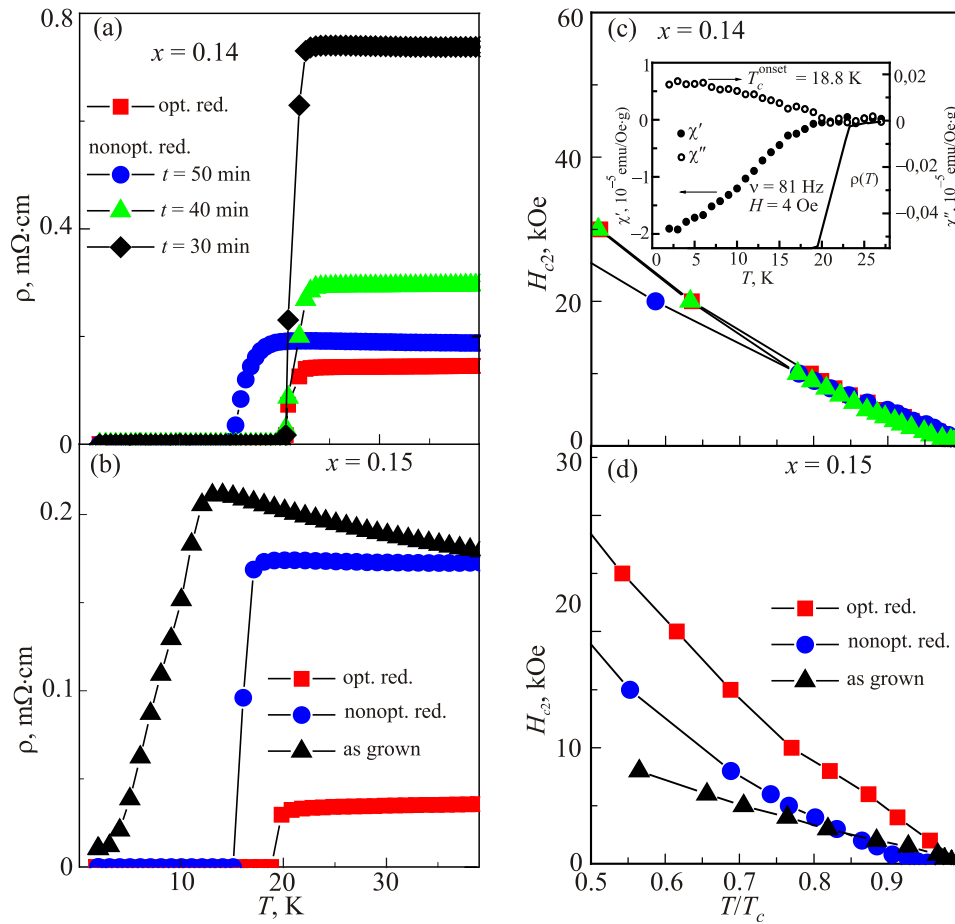 (a)
x = 0.14
opt. red.
nonopt. red.
t = 50 min
t = 40 min
t = 30 min
ρ, mΩ·cm
0.8
0.4
0
(b)
x = 0.15
opt. red.
nonopt. red.
as grown
ρ, mΩ·cm
0.2
0.1
0
10
30
T, K
(c)
x = 0.14
H_c2, kOe
60
40
20
0
T_c^onset = 18.8 K
χ′
χ″
ν = 81 Hz
H = 4 Oe
ρ(T)
χ′, 10^-5 emu/Oe·g
1
0
−1
−2
0
5
10
15
20
25
T, K
0,02
0
−0,02
−0,04
χ″, 10^-5 emu/Oe·g
(d)
x = 0.15
opt. red.
nonopt. red.
as grown
H_c2, kOe
30
20
10
0
0.5
0.6
0.7
0.8
0.9
T/T_c